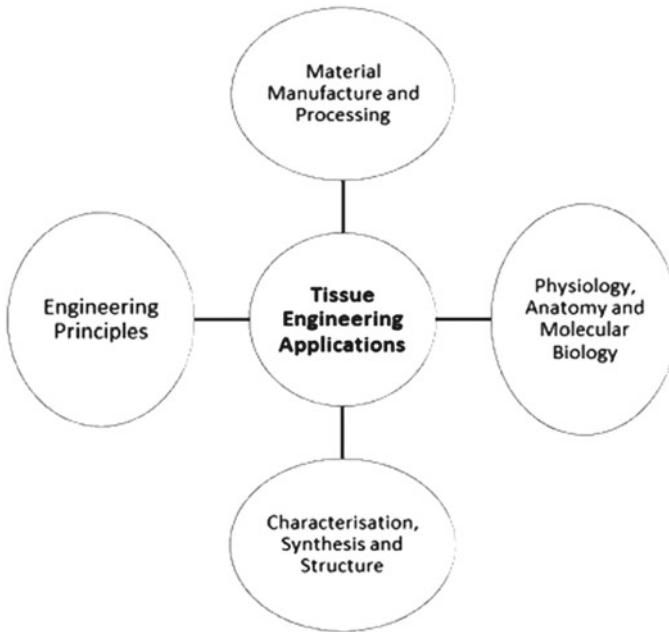 Material
Manufacture and
Processing
Engineering
Principles
Tissue
Engineering
Applications
Physiology,
Anatomy and
Molecular
Biology
Characterisation,
Synthesis and
Structure